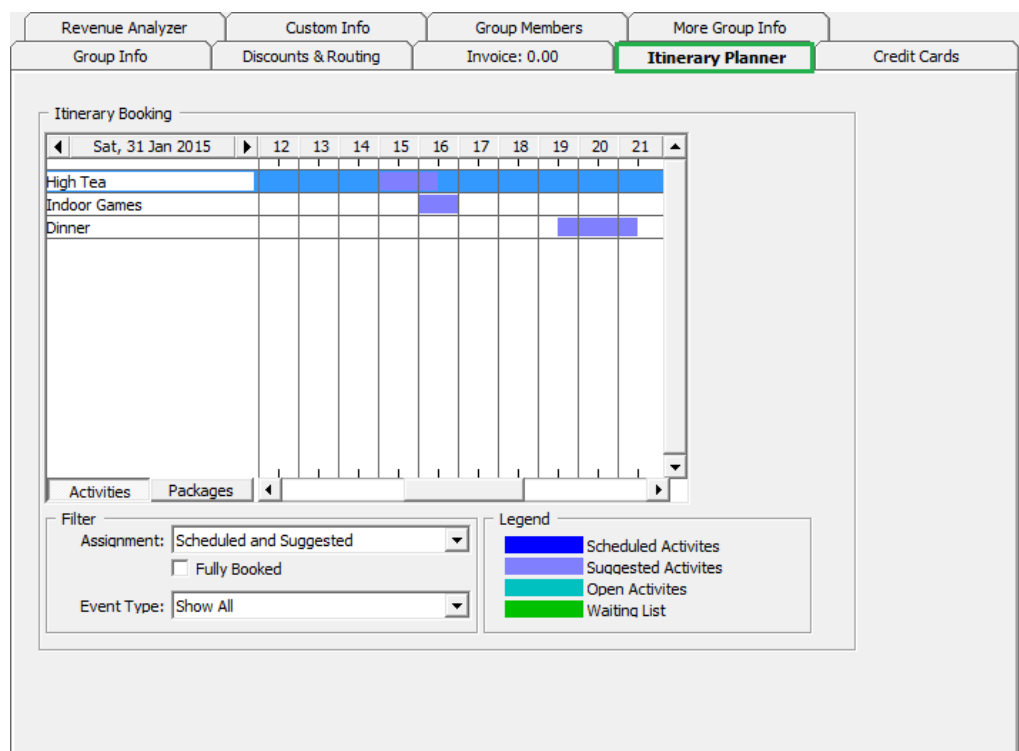 Revenue Analyzer Custom Info Group Members More Group Info
Group Info Discounts & Routing Invoice: 0.00 Itinerary Planner Credit Cards
Itinerary Booking
Sat, 31 Jan 2015 12 13 14 15 16 17 18 19 20 21
High Tea
Indoor Games
Dinner
Activities Packages
Filter
Assignment: Scheduled and Suggested
Fully Booked
Event Type: Show All
Legend
Scheduled Activites
Suggested Activites
Open Activites
Waiting List